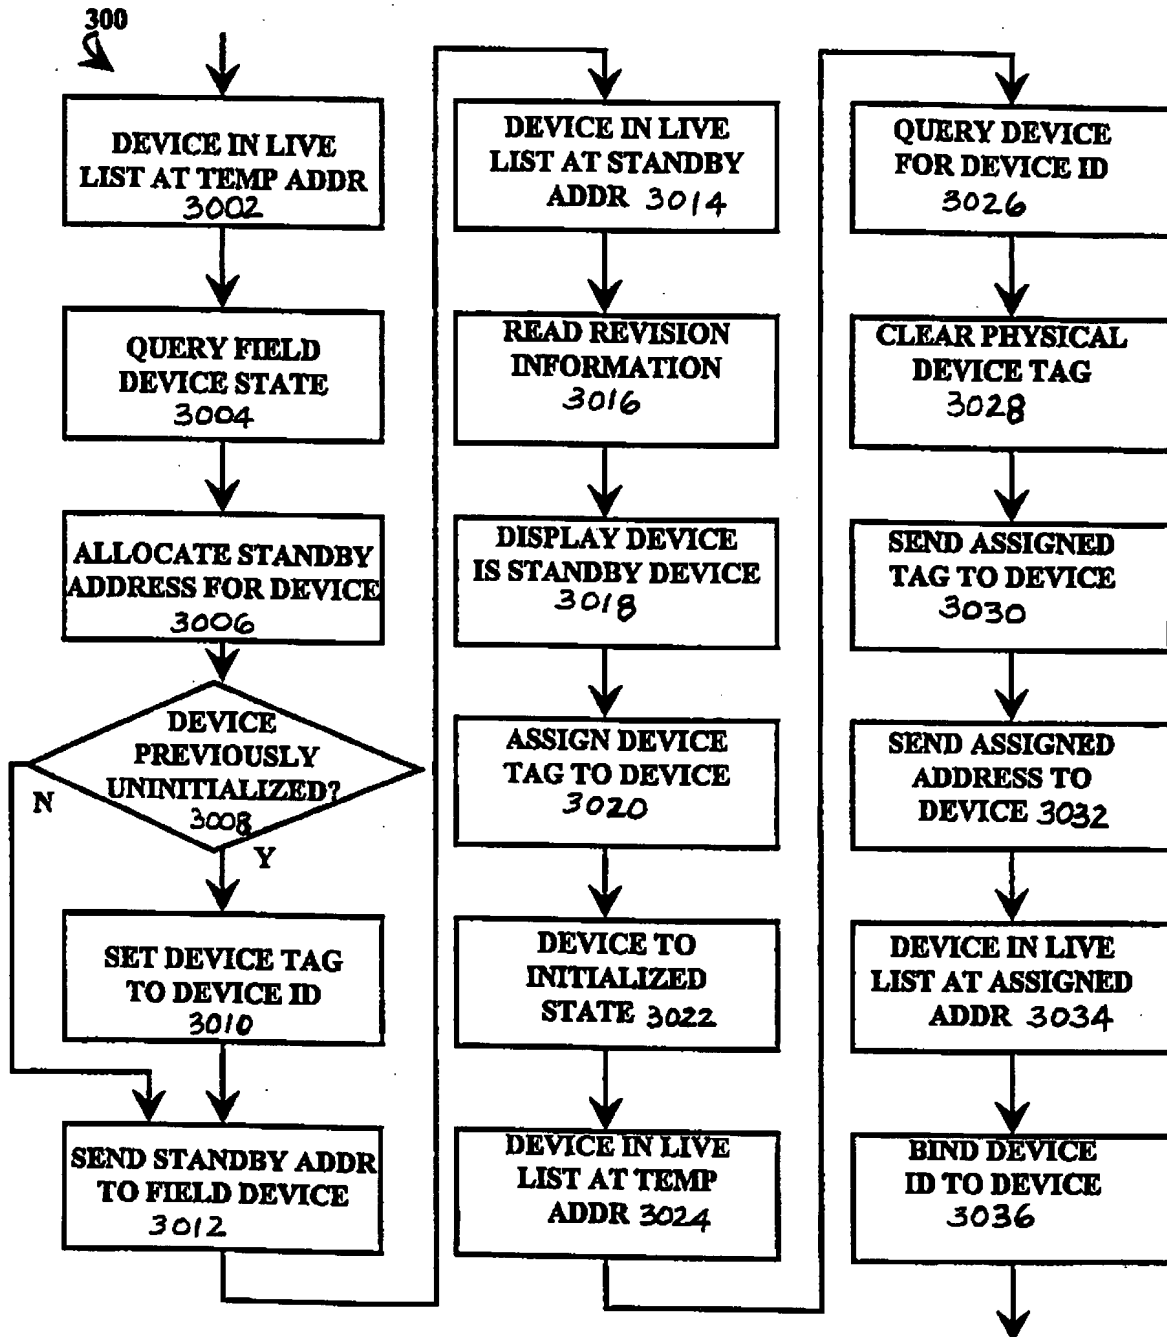 300
DEVICE IN LIVE
LIST AT TEMP ADDR
3002
QUERY FIELD
DEVICE STATE
3004
ALLOCATE STANDBY
ADDRESS FOR DEVICE
3006
DEVICE
PREVIOUSLY
UNINITIALIZED?
3008
N
Y
SET DEVICE TAG
TO DEVICE ID
3010
SEND STANDBY ADDR
TO FIELD DEVICE
3012
DEVICE IN LIVE
LIST AT STANDBY
ADDR 3014
READ REVISION
INFORMATION
3016
DISPLAY DEVICE
IS STANDBY DEVICE
3018
ASSIGN DEVICE
TAG TO DEVICE
3020
DEVICE TO
INITIALIZED
STATE 3022
DEVICE IN LIVE
LIST AT TEMP
ADDR 3024
QUERY DEVICE
FOR DEVICE ID
3026
CLEAR PHYSICAL
DEVICE TAG
3028
SEND ASSIGNED
TAG TO DEVICE
3030
SEND ASSIGNED
ADDRESS TO
DEVICE 3032
DEVICE IN LIVE
LIST AT ASSIGNED
ADDR 3034
BIND DEVICE
ID TO DEVICE
3036